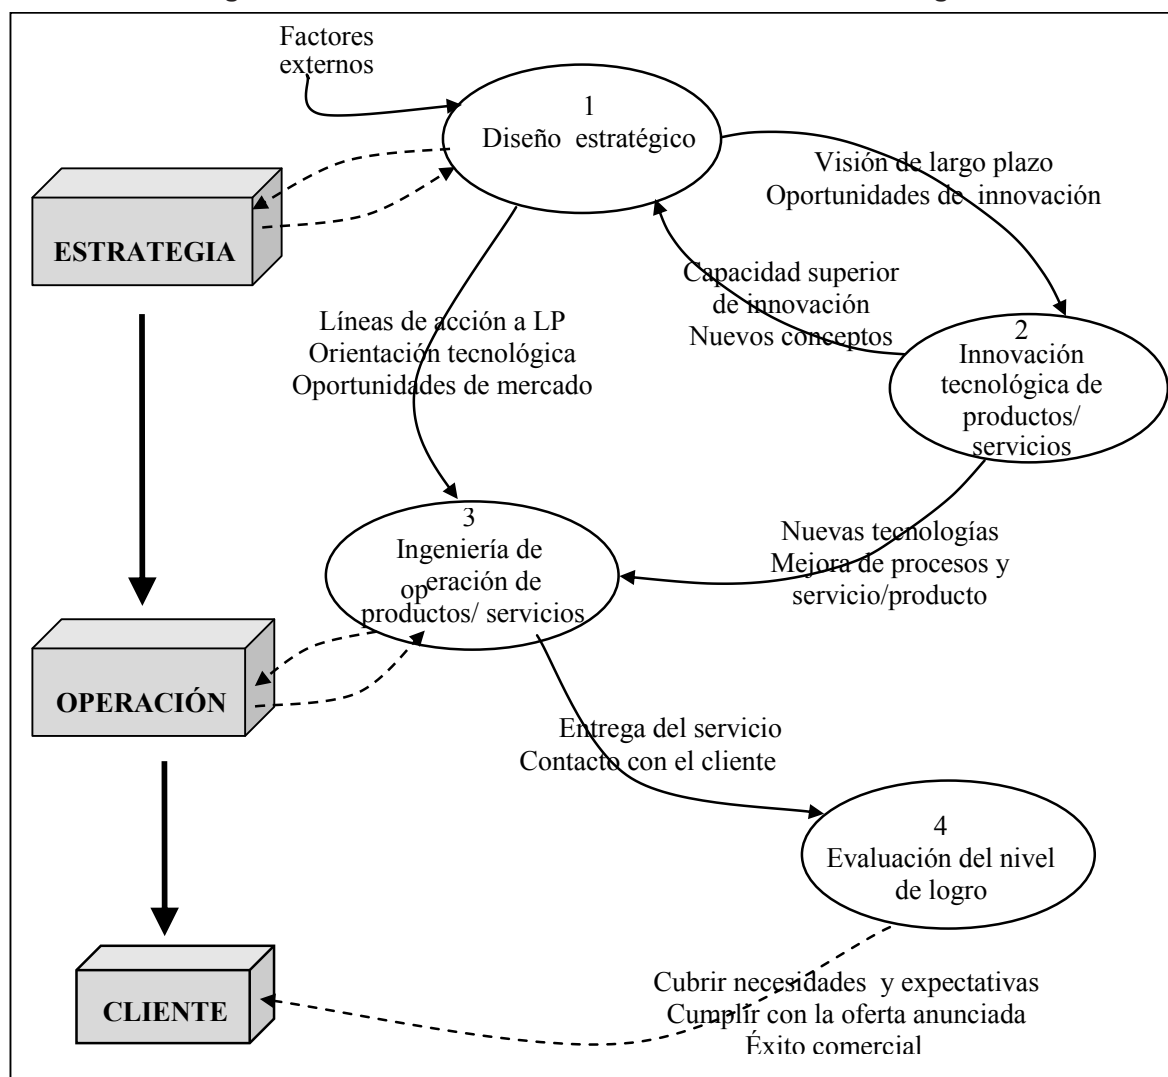 Factores
externos
1
Diseño estratégico
Visión de largo plazo
Oportunidades de innovación
ESTRATEGIA
Capacidad superior
de innovación
Nuevos conceptos
Líneas de acción a LP
Orientación tecnológica
Oportunidades de mercado
2
Innovación
tecnológica de
productos/
servicios
3
Ingeniería de
operación de
productos/ servicios
Nuevas tecnologías
Mejora de procesos y
servicio/producto
OPERACIÓN
Entrega del servicio
Contacto con el cliente
4
Evaluación del nivel
de logro
Cubrir necesidades y expectativas
Cumplir con la oferta anunciada
Éxito comercial
CLIENTE